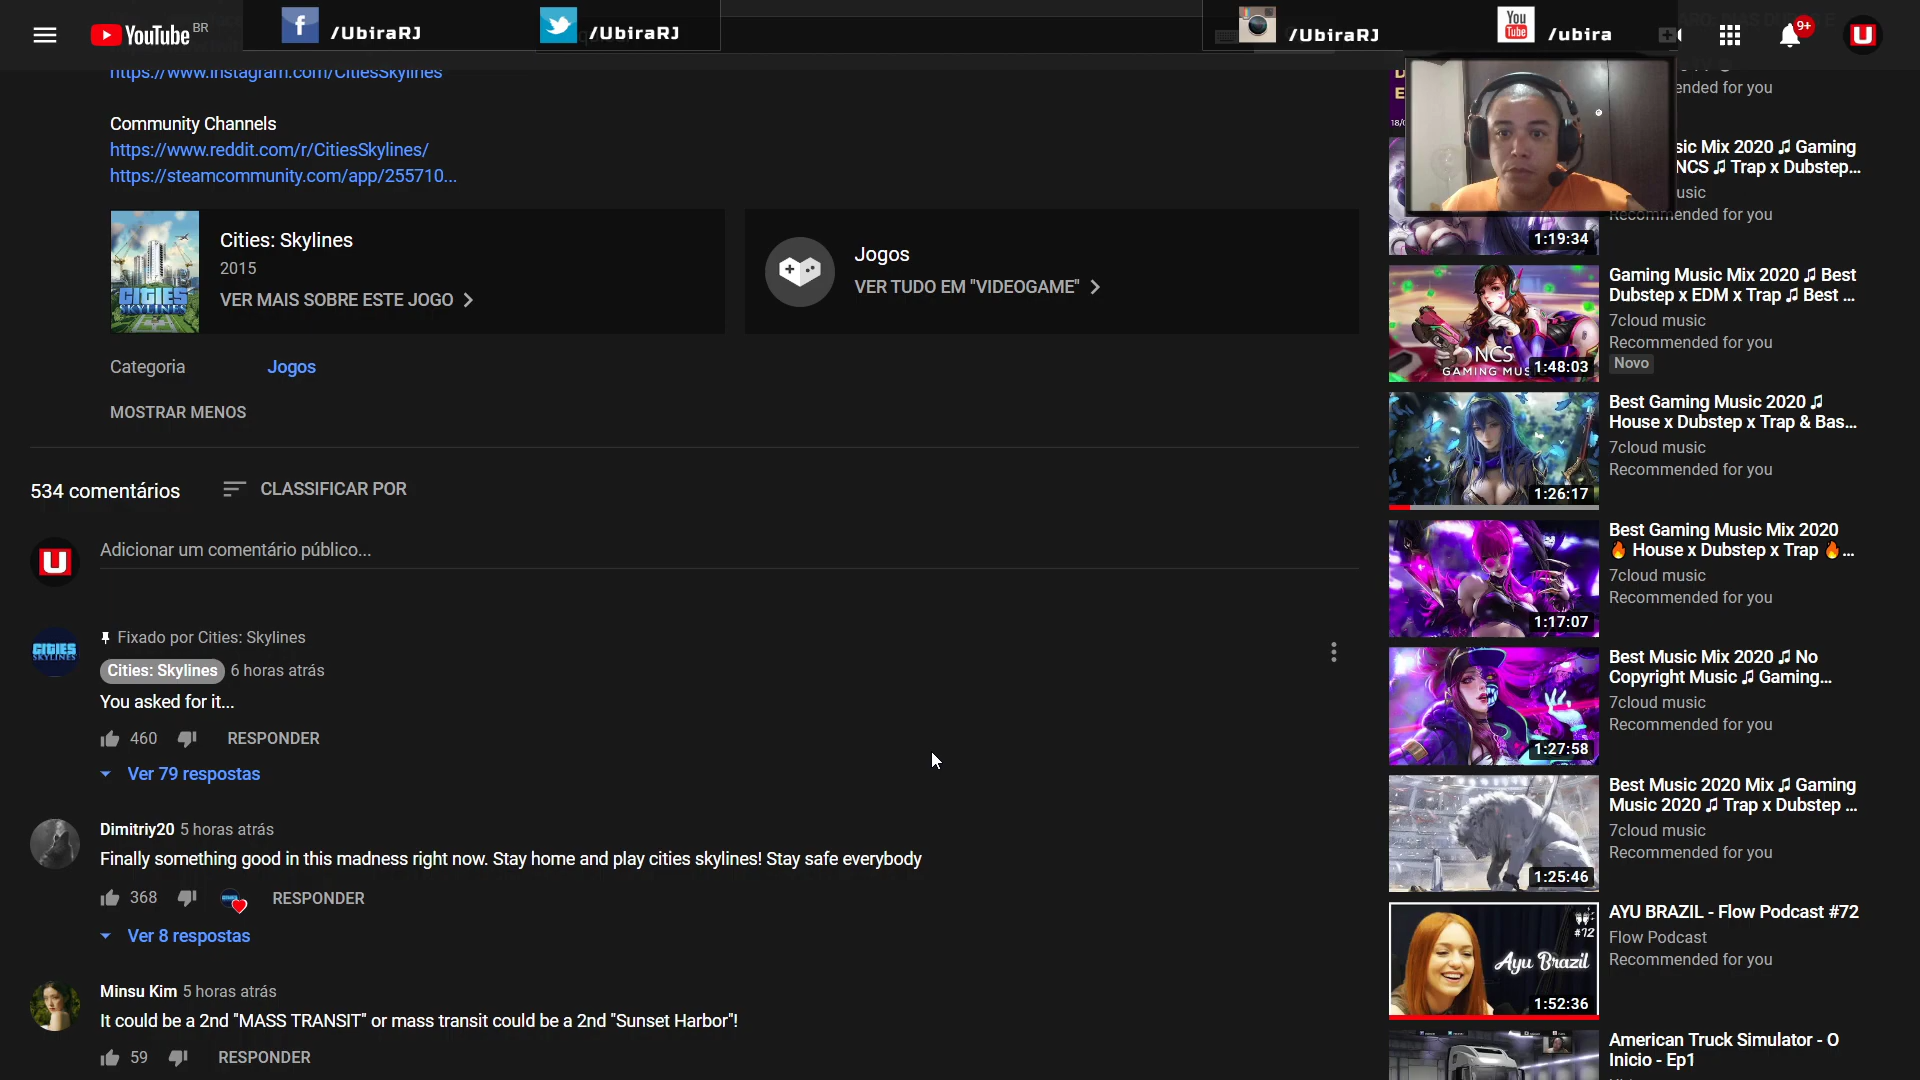 YouTube BR
/UbiraRJ
/UbiraRJ
/UbiraRJ
You
Tube
/ubira
9+
U
https://www.instagram.com/CitiesSkylines
Community Channels
https://www.reddit.com/r/CitiesSkylines/
https://steamcommunity.com/app/255710...
CITIES
SKYLINES
Cities: Skylines
2015
VER MAIS SOBRE ESTE JOGO
Jogos
VER TUDO EM "VIDEOGAME"
Categoria
Jogos
MOSTRAR MENOS
534 comentários
CLASSIFICAR POR
U
Adicionar um comentário público...
CITIES
SKYLINES
Fixado por Cities: Skylines
Cities: Skylines 6 horas atrás
You asked for it...
460 RESPONDER
Ver 79 respostas
Dimitriy20 5 horas atrás
Finally something good in this madness right now. Stay home and play cities skylines! Stay safe everybody
368 RESPONDER
Ver 8 respostas
Minsu Kim 5 horas atrás
It could be a 2nd "MASS TRANSIT" or mass transit could be a 2nd "Sunset Harbor"!
59 RESPONDER
ended for you
sic Mix 2020 ♫ Gaming
NCS ♫ Trap x Dubstep...
usic
Recommended for you
1:19:34
Gaming Music Mix 2020 ♫ Best
Dubstep x EDM x Trap ♫ Best ...
7cloud music
Recommended for you
Novo
NCS
GAMING MUS
1:48:03
Best Gaming Music 2020 ♫
House x Dubstep x Trap & Bas...
7cloud music
Recommended for you
1:26:17
Best Gaming Music Mix 2020
🔥 House x Dubstep x Trap 🔥...
7cloud music
Recommended for you
1:17:07
Best Music Mix 2020 ♫ No
Copyright Music ♫ Gaming...
7cloud music
Recommended for you
1:27:58
Best Music 2020 Mix ♫ Gaming
Music 2020 ♫ Trap x Dubstep ...
7cloud music
Recommended for you
1:25:46
AYU BRAZIL - Flow Podcast #72
Flow Podcast
Recommended for you
#72
Ayu Brazil
1:52:36
American Truck Simulator - O
Inicio - Ep1